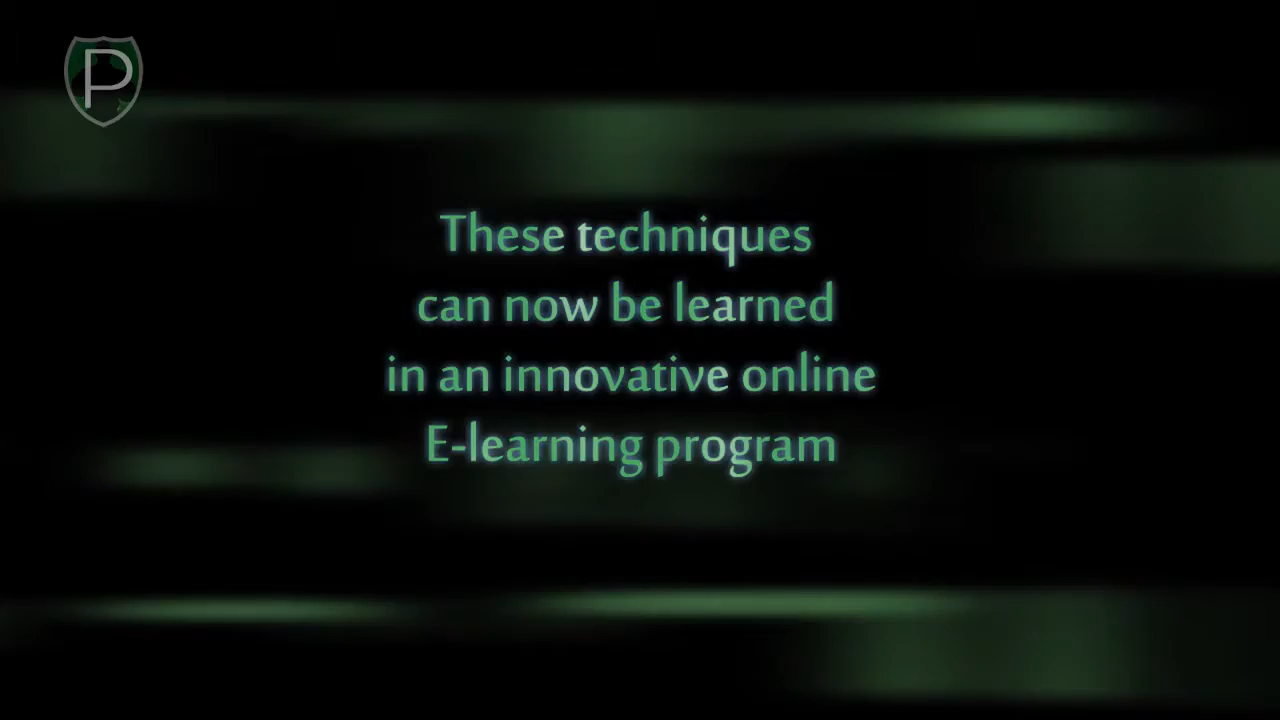 P
These techniques
can now be learned
in an innovative online
E-learning program